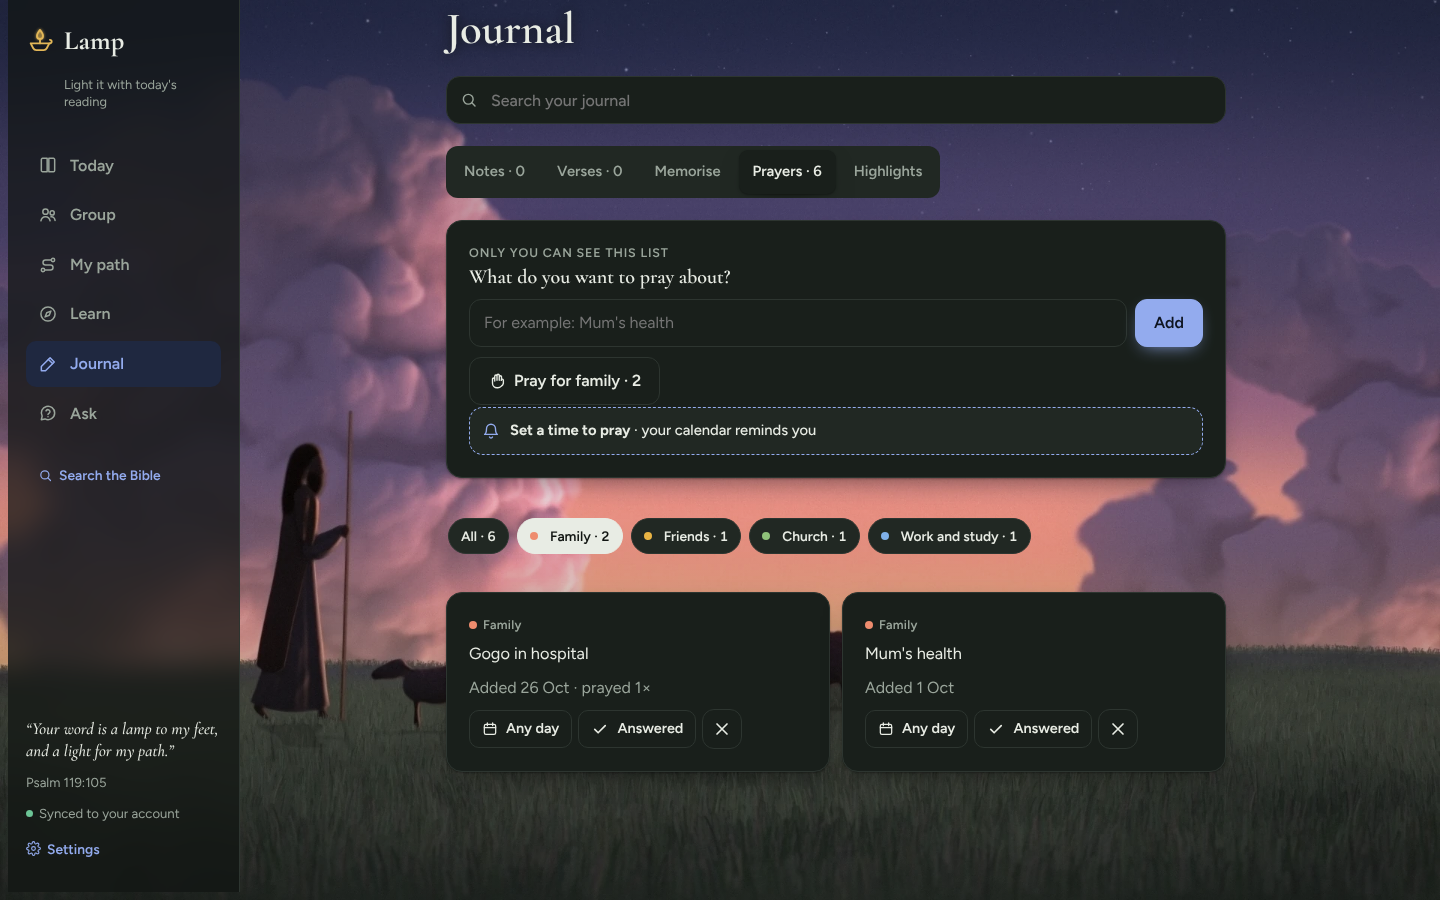 Lamp
Light it with today's
reading
Today
Group
My path
Learn
Journal
Ask
Search the Bible
“Your word is a lamp to my feet,
and a light for my path.”
Psalm 119:105
Synced to your account
Settings
Journal
Search your journal
Notes · 0 Verses · 0 Memorise Prayers · 6 Highlights
ONLY YOU CAN SEE THIS LIST
What do you want to pray about?
For example: Mum's health Add
Pray for family · 2
Set a time to pray · your calendar reminds you
All · 6 Family · 2 Friends · 1 Church · 1 Work and study · 1
Family
Gogo in hospital
Added 26 Oct · prayed 1×
Any day Answered
Family
Mum's health
Added 1 Oct
Any day Answered